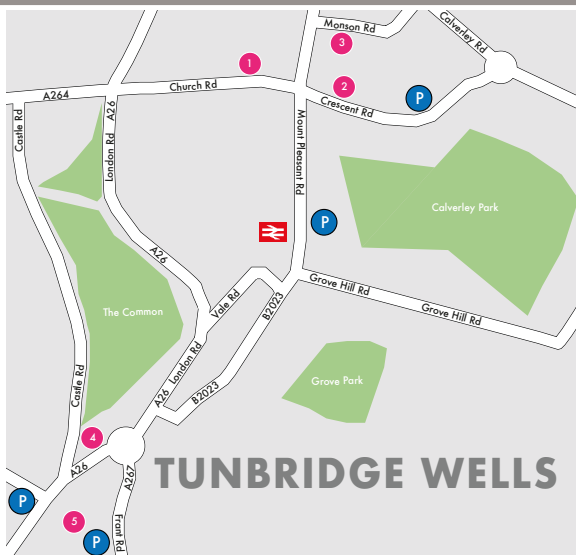 Monson Rd
Calverley Rd
3
1
2
P
A264
Church Rd
Crescent Rd
Castle Rd
London Rd
A26
Mount Pleasant Rd
Calverley Park
P
A26
Grove Hill Rd
Grove Hill Rd
Vale Rd
B2023
The Common
London Rd
A26
B2023
Grove Park
Castle Rd
4
A26
TUNBRIDGE WELLS
A267
P
5
Frant Rd
P